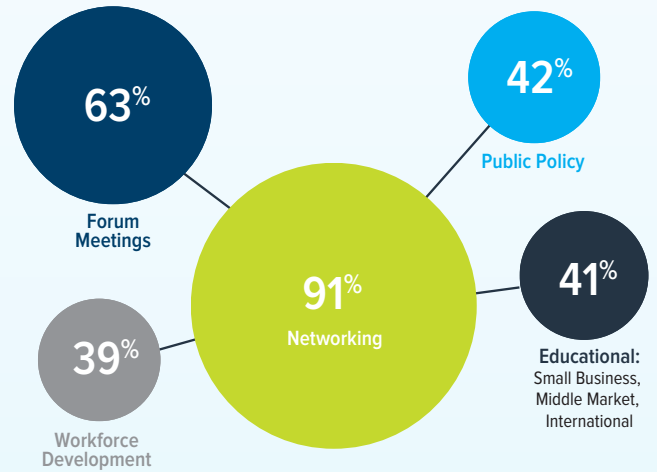 63%
Forum
Meetings
42%
Public Policy
91%
Networking
41%
Educational:
Small Business,
Middle Market,
International
39%
Workforce
Development